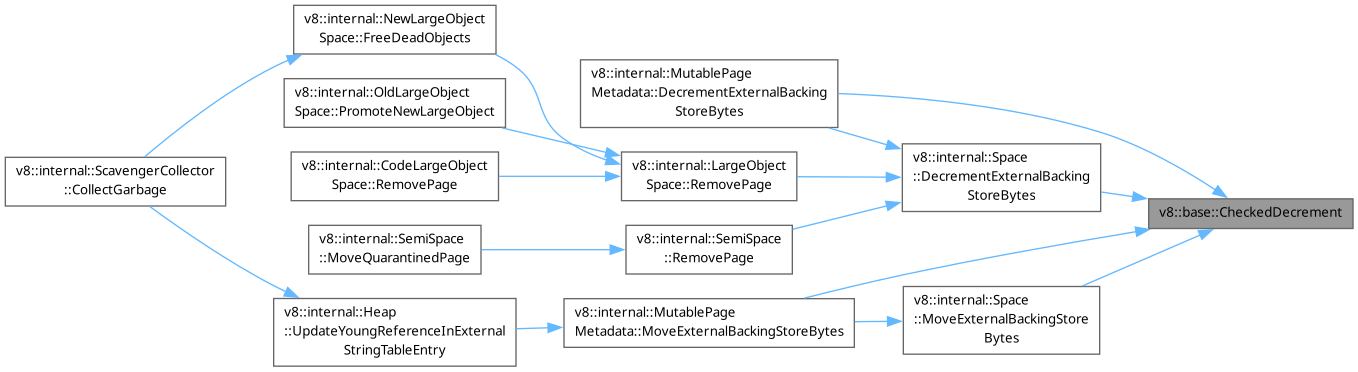 v8::internal::NewLargeObject
Space::FreeDeadObjects
v8::internal::MutablePage
Metadata::DecrementExternalBacking
StoreBytes
v8::internal::OldLargeObject
Space::PromoteNewLargeObject
v8::internal::ScavengerCollector
::CollectGarbage
v8::internal::CodeLargeObject
Space::RemovePage
v8::internal::LargeObject
Space::RemovePage
v8::internal::Space
::DecrementExternalBacking
StoreBytes
v8::base::CheckedDecrement
v8::internal::SemiSpace
::MoveQuarantinedPage
v8::internal::SemiSpace
::RemovePage
v8::internal::Heap
::UpdateYoungReferenceInExternal
StringTableEntry
v8::internal::MutablePage
Metadata::MoveExternalBackingStoreBytes
v8::internal::Space
::MoveExternalBackingStore
Bytes